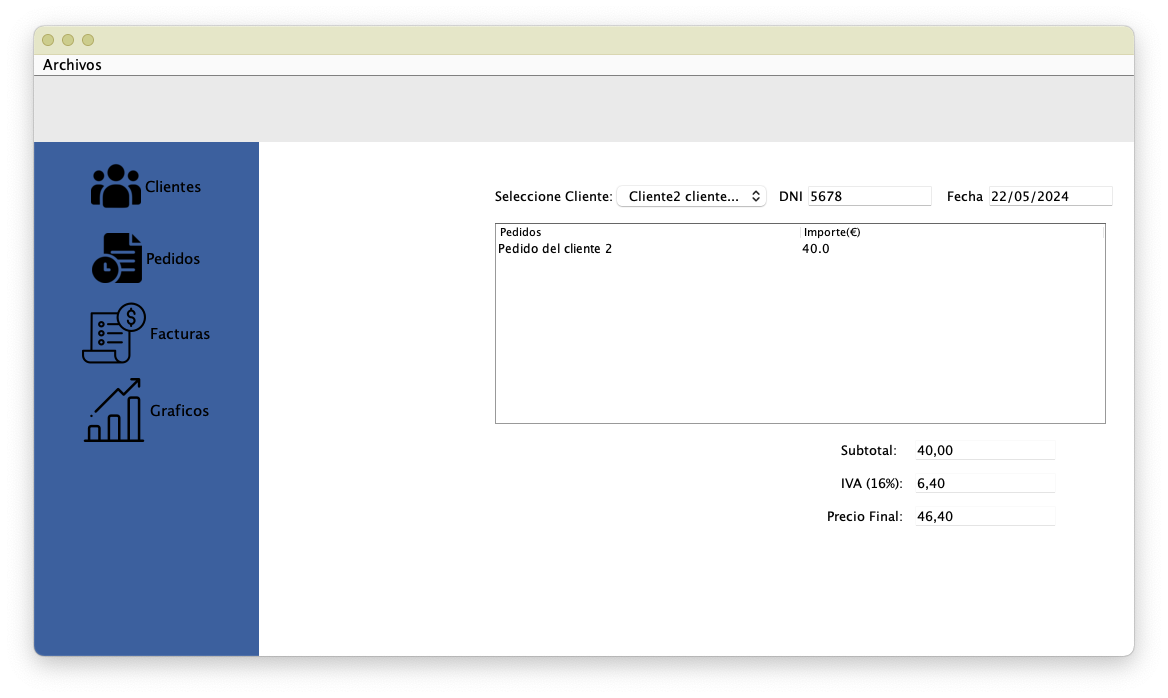 Archivos
Clientes
Pedidos
Facturas
Graficos
Seleccione Cliente: Cliente2 cliente... DNI 5678 Fecha 22/05/2024
Pedidos Importe(€)
Pedido del cliente 2 40.0
Subtotal: 40,00
IVA (16%): 6,40
Precio Final: 46,40
$